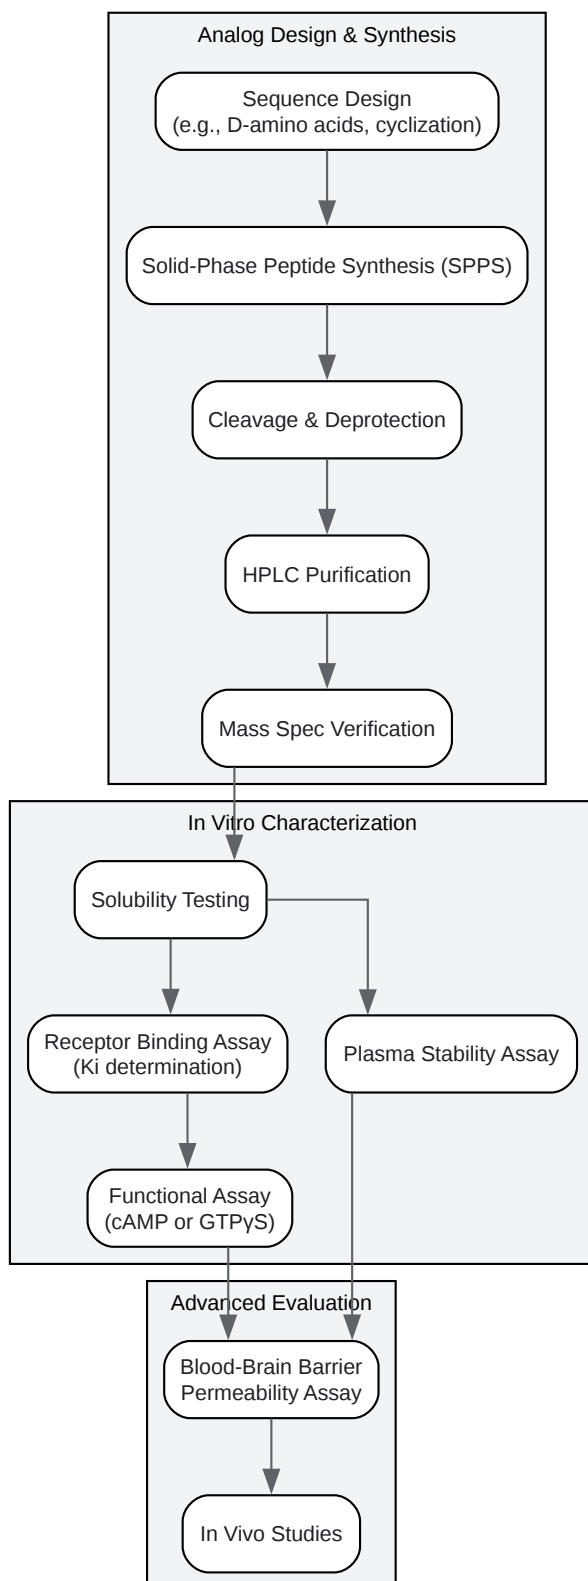 Analog Design & Synthesis
Sequence Design
(e.g., D-amino acids, cyclization)
Solid-Phase Peptide Synthesis (SPPS)
Cleavage & Deprotection
HPLC Purification
Mass Spec Verification
In Vitro Characterization
Solubility Testing
Receptor Binding Assay
(Ki determination)
Plasma Stability Assay
Functional Assay
(cAMP or GTPγS)
Advanced Evaluation
Blood-Brain Barrier
Permeability Assay
In Vivo Studies